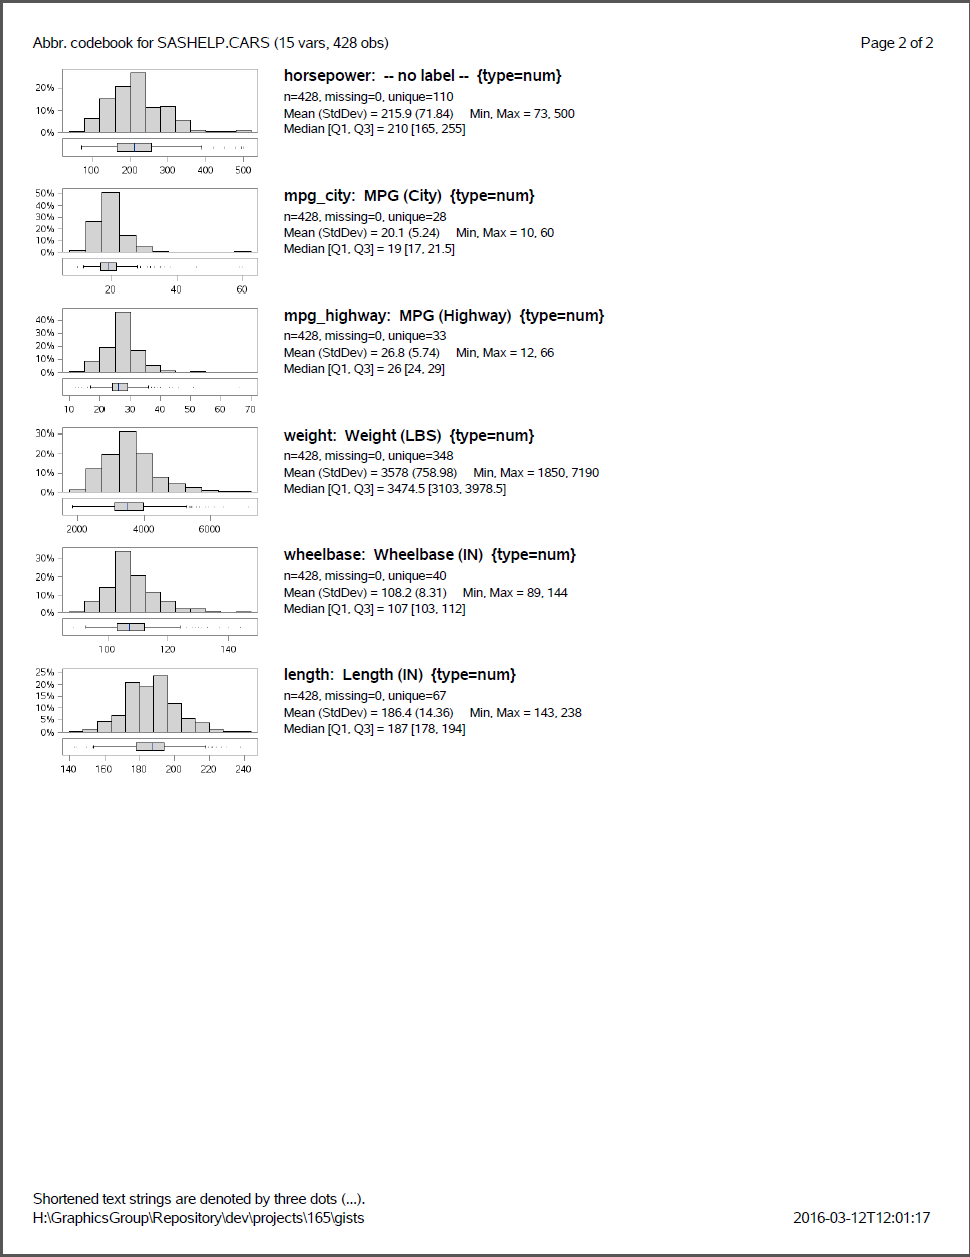 Abbr. codebook for SASHELP.CARS (15 vars, 428 obs) Page 2 of 2
horsepower: -- no label -- {type=num}
n=428, missing=0, unique=110
Mean (StdDev) = 215.9 (71.84) Min, Max = 73, 500
Median [Q1, Q3] = 210 [165, 255]
20%
10%
0%
100 200 300 400 500
mpg_city: MPG (City) {type=num}
n=428, missing=0, unique=28
Mean (StdDev) = 20.1 (5.24) Min, Max = 10, 60
Median [Q1, Q3] = 19 [17, 21.5]
50%
40%
30%
20%
10%
0%
20 40 60
mpg_highway: MPG (Highway) {type=num}
n=428, missing=0, unique=33
Mean (StdDev) = 26.8 (5.74) Min, Max = 12, 66
Median [Q1, Q3] = 26 [24, 29]
40%
30%
20%
10%
0%
10 20 30 40 50 60 70
weight: Weight (LBS) {type=num}
n=428, missing=0, unique=348
Mean (StdDev) = 3578 (758.98) Min, Max = 1850, 7190
Median [Q1, Q3] = 3474.5 [3103, 3978.5]
30%
20%
10%
0%
2000 4000 6000
wheelbase: Wheelbase (IN) {type=num}
n=428, missing=0, unique=40
Mean (StdDev) = 108.2 (8.31) Min, Max = 89, 144
Median [Q1, Q3] = 107 [103, 112]
30%
20%
10%
0%
100 120 140
length: Length (IN) {type=num}
n=428, missing=0, unique=67
Mean (StdDev) = 186.4 (14.36) Min, Max = 143, 238
Median [Q1, Q3] = 187 [178, 194]
25%
20%
15%
10%
5%
0%
140 160 180 200 220 240
Shortened text strings are denoted by three dots (...).
H:\GraphicsGroup\Repository\dev\projects\165\gists 2016-03-12T12:01:17